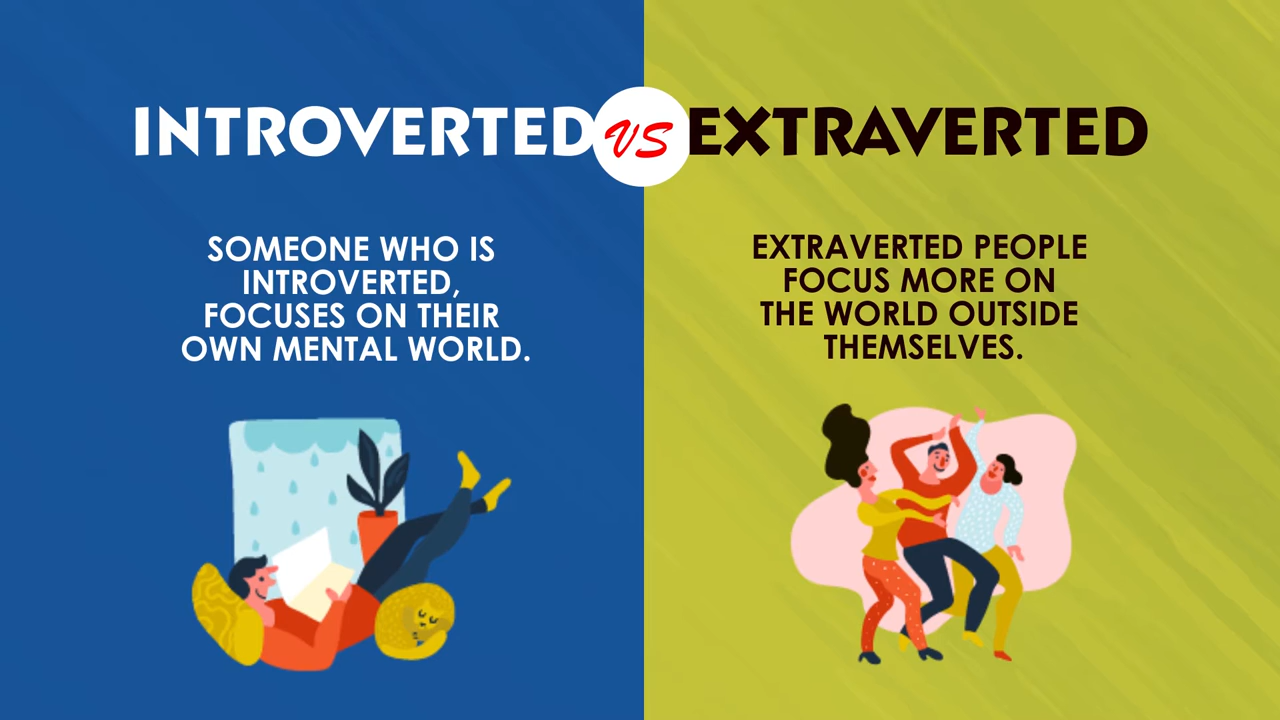 INTROVERTED VS EXTRAVERTED
SOMEONE WHO IS
INTROVERTED,
FOCUSES ON THEIR
OWN MENTAL WORLD.
EXTRAVERTED PEOPLE
FOCUS MORE ON
THE WORLD OUTSIDE
THEMSELVES.